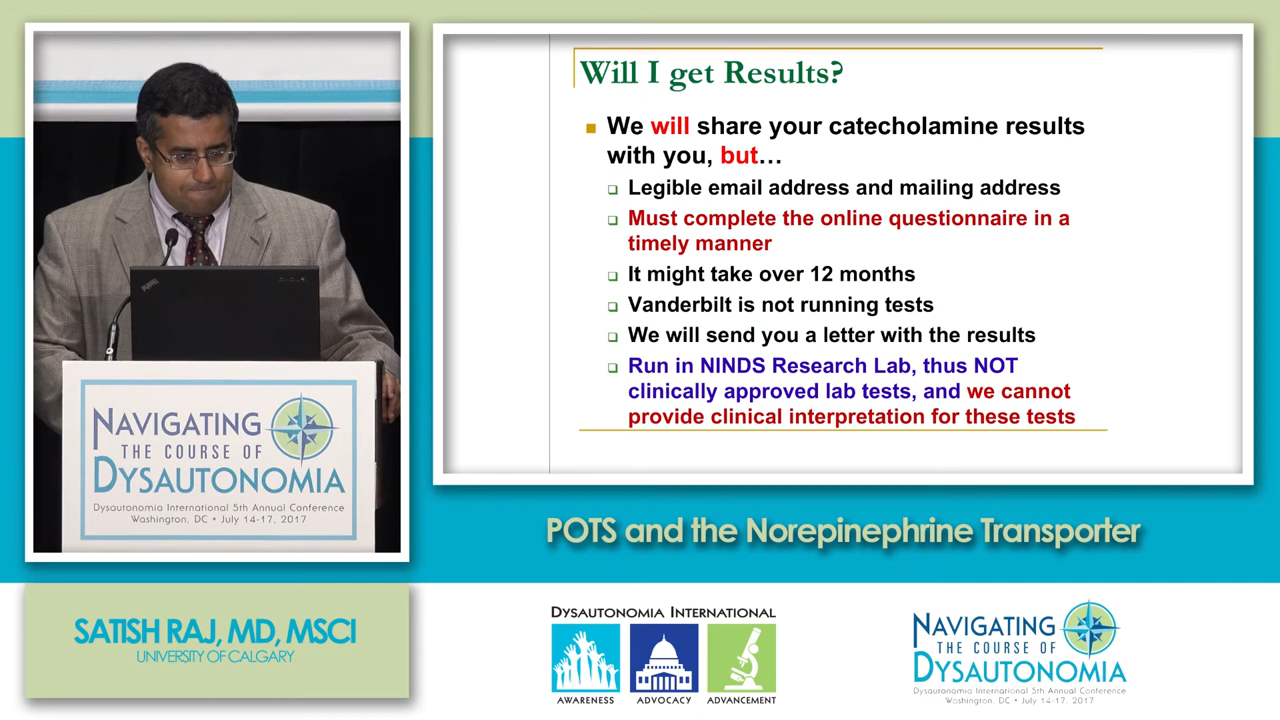 Will I get Results?
We will share your catecholamine results
with you, but…
Legible email address and mailing address
Must complete the online questionnaire in a
timely manner
It might take over 12 months
Vanderbilt is not running tests
We will send you a letter with the results
Run in NINDS Research Lab, thus NOT
clinically approved lab tests, and we cannot
provide clinical interpretation for these tests
ThinkPad
NAVIGATING
THE COURSE OF
DYSAUTONOMIA
Dysautonomia International 5th Annual Conference
Washington, DC • July 14-17, 2017
POTS and the Norepinephrine Transporter
SATISH RAJ, MD, MSCI
UNIVERSITY OF CALGARY
DYSAUTONOMIA INTERNATIONAL
AWARENESS ADVOCACY ADVANCEMENT
NAVIGATING
THE COURSE OF
DYSAUTONOMIA
Dysautonomia International 5th Annual Conference
Washington, DC • July 14-17, 2017